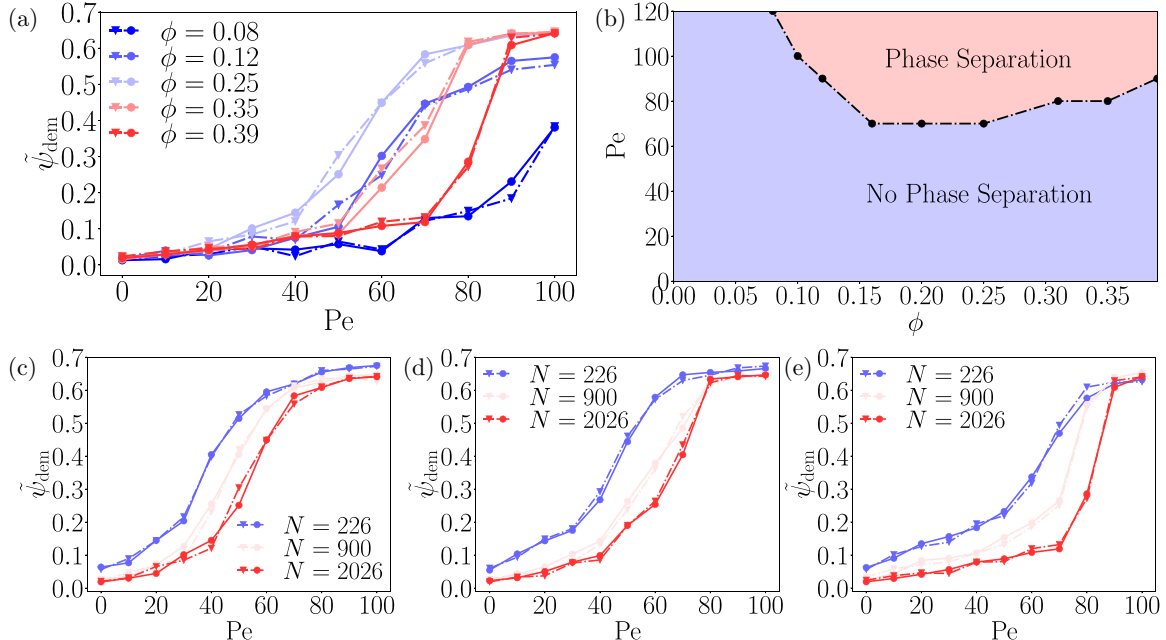 (a)
ϕ = 0.08
ϕ = 0.12
ϕ = 0.25
ϕ = 0.35
ϕ = 0.39
0.7
0.6
0.5
0.4
0.3
0.2
0.1
0.0
ψ̃dem
0 20 40 60 80 100
Pe
(b)
120
100
80
60
40
20
0
Pe
Phase Separation
No Phase Separation
0.00 0.05 0.10 0.15 0.20 0.25 0.30 0.35
ϕ
(c)
0.7
0.6
0.5
0.4
0.3
0.2
0.1
0.0
ψ̃dem
N = 226
N = 900
N = 2026
0 20 40 60 80 100
Pe
(d)
0.7
0.6
0.5
0.4
0.3
0.2
0.1
0.0
ψ̃dem
N = 226
N = 900
N = 2026
0 20 40 60 80 100
Pe
(e)
0.7
0.6
0.5
0.4
0.3
0.2
0.1
0.0
ψ̃dem
N = 226
N = 900
N = 2026
0 20 40 60 80 100
Pe